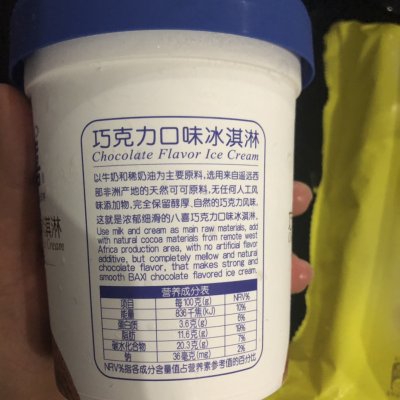 巧克力口味冰淇淋
Chocolate Flavor Ice Cream
以牛奶和稀奶油为主要原料,选用来自遥远西
部非洲产地的天然可可原料,无任何人工风
味添加物,完全保留醇厚、自然的巧克力风味,
这就是浓郁细滑的八喜巧克力口味冰淇淋。
Use milk and cream as main raw materials, add
with natural cocoa materials from remote west
Africa production area, with no artificial flavor
additive, but completely mellow and natural
chocolate flavor, that makes strong and
smooth BAXI chocolate flavored ice cream.
营养成分表
项目 每100克(g) NRV%
能量 836千焦(kJ) 10%
蛋白质 3.6克(g) 6%
脂肪 11.6克(g) 19%
碳水化合物 20.3克(g) 7%
钠 36毫克(mg) 2%
NRV%指各成分含量值占营养素参考值的百分比
冰淇淋
Cream